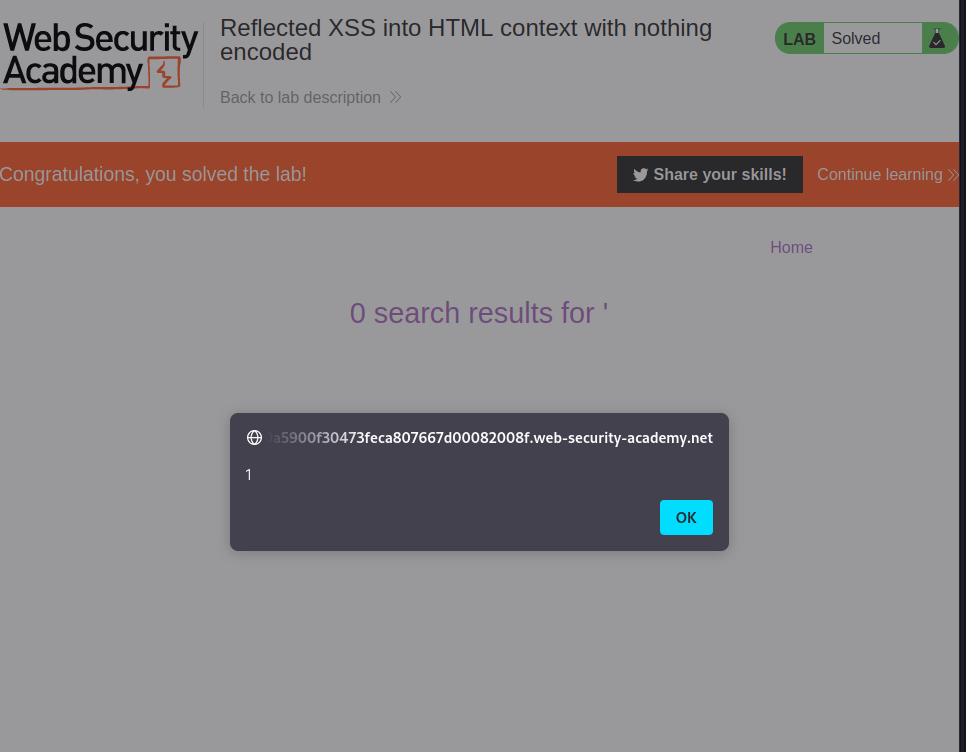 Web Security
Academy
Reflected XSS into HTML context with nothing
encoded
Back to lab description
LAB
Solved
Congratulations, you solved the lab!
Share your skills!
Continue learning
Home
0 search results for '
a5900f30473feca807667d00082008f.web-security-academy.net
1
OK